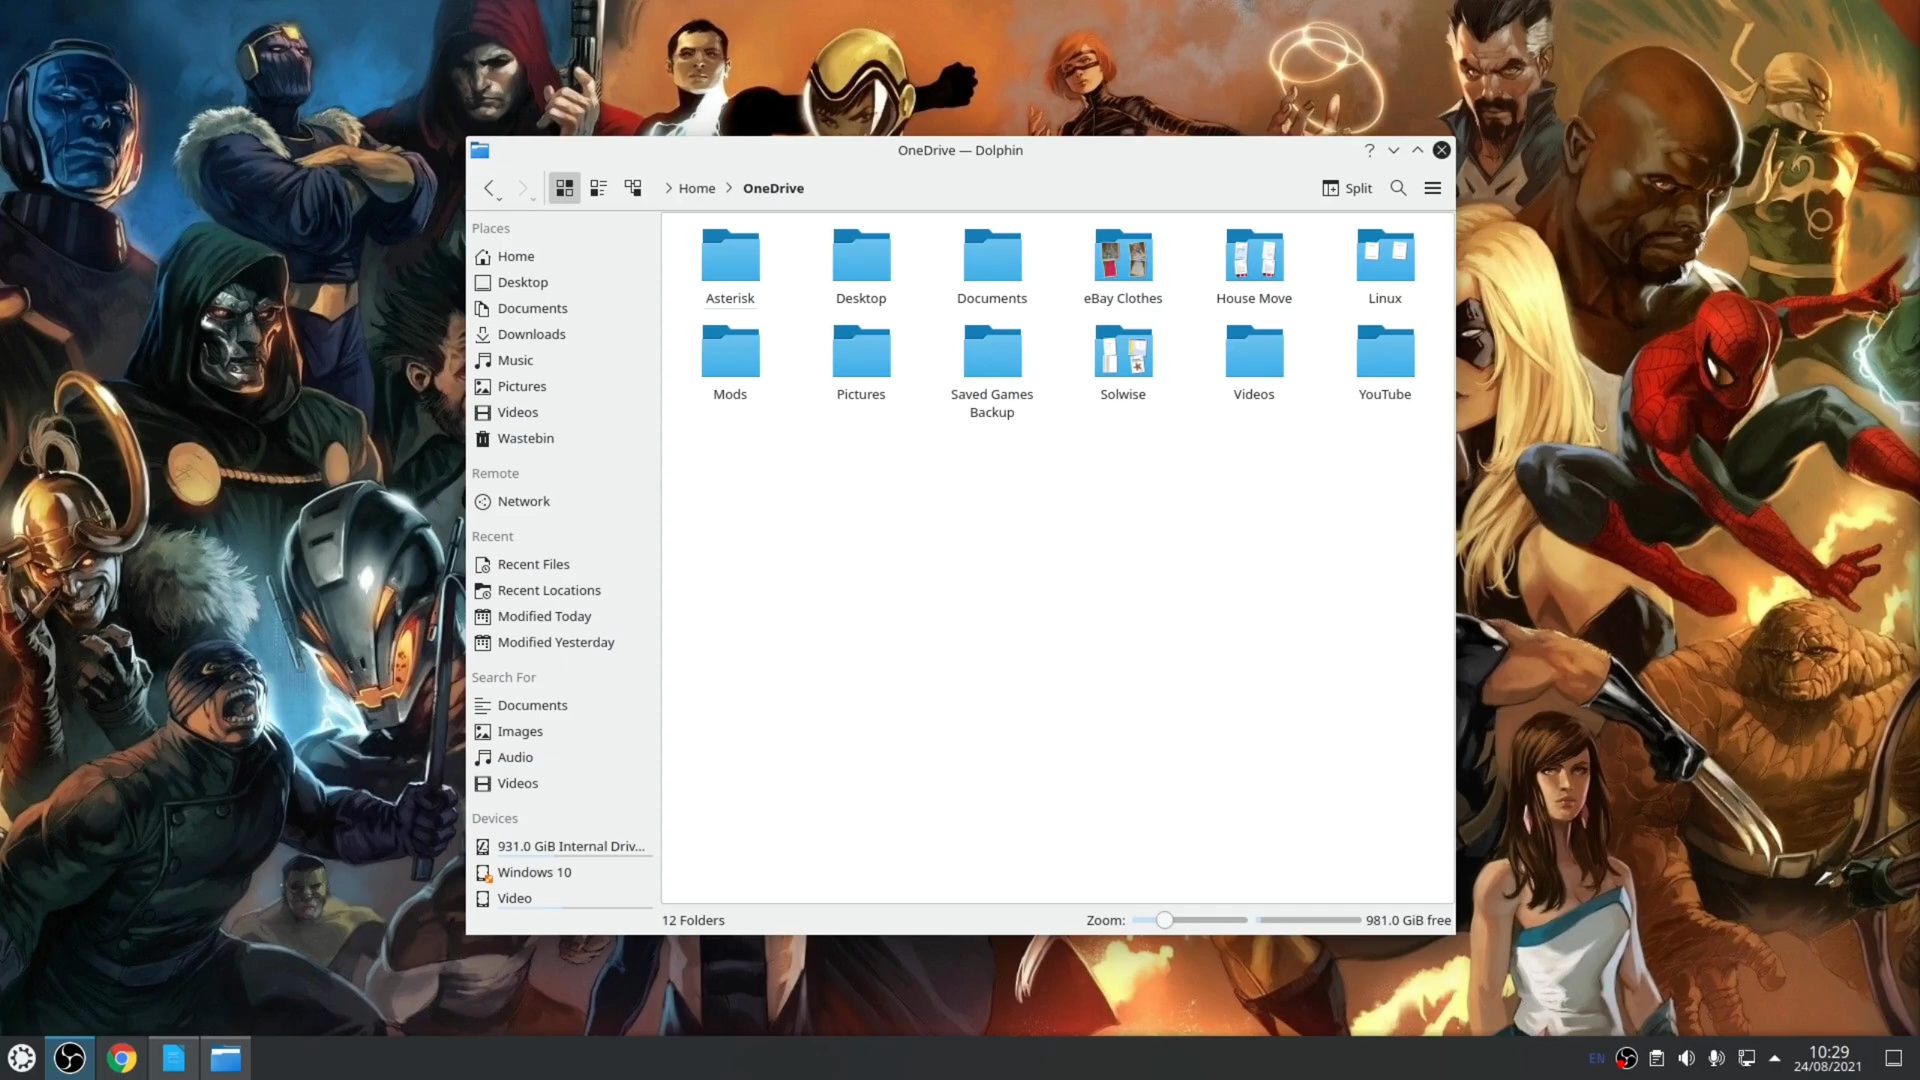 OneDrive — Dolphin
Home
OneDrive
Split
Places
Home
Desktop
Documents
Downloads
Music
Pictures
Videos
Wastebin
Remote
Network
Recent
Recent Files
Recent Locations
Modified Today
Modified Yesterday
Search For
Documents
Images
Audio
Videos
Devices
931.0 GiB Internal Driv...
Windows 10
Video
Asterisk
Desktop
Documents
eBay Clothes
House Move
Linux
Mods
Pictures
Saved Games
Backup
Solwise
Videos
YouTube
12 Folders
Zoom:
981.0 GiB free
EN
10:29
24/08/2021